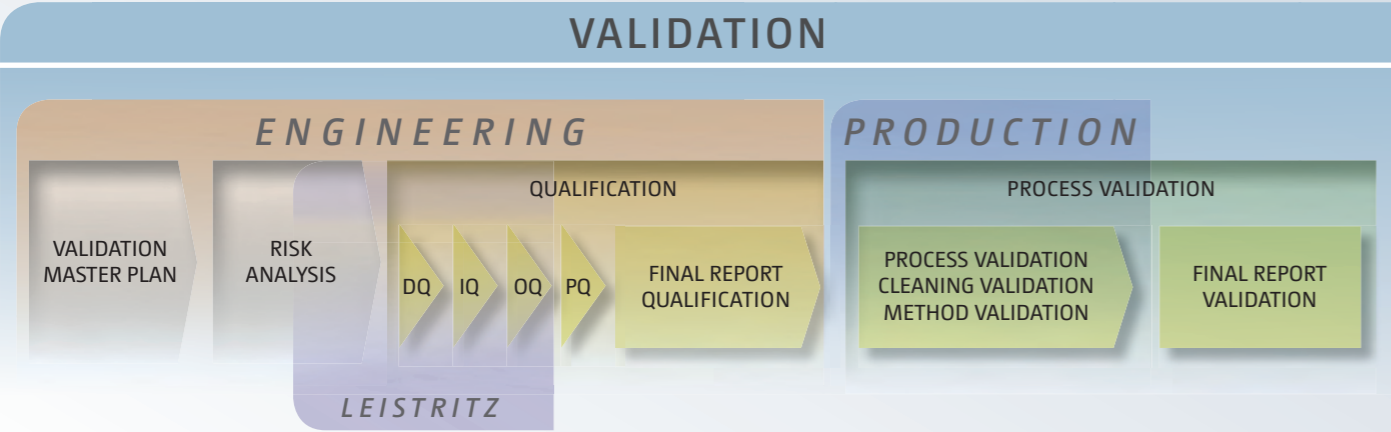 VALIDATION
ENGINEERING
PRODUCTION
QUALIFICATION
PROCESS VALIDATION
VALIDATION
MASTER PLAN
RISK
ANALYSIS
DQ
IQ
OQ
PQ
FINAL REPORT
QUALIFICATION
PROCESS VALIDATION
CLEANING VALIDATION
METHOD VALIDATION
FINAL REPORT
VALIDATION
LEISTRITZ